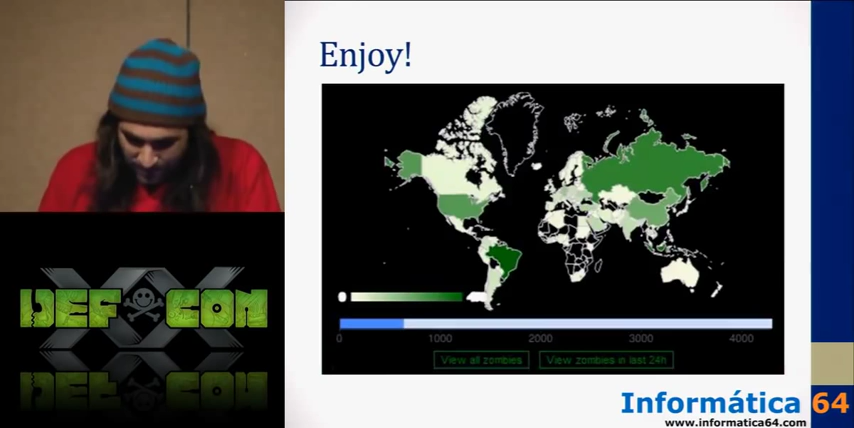 Enjoy!
0
1000
2000
3000
4000
View all zombies
View zombies in last 24h
DEF CON
XX
Informática 64
www.informatica64.com